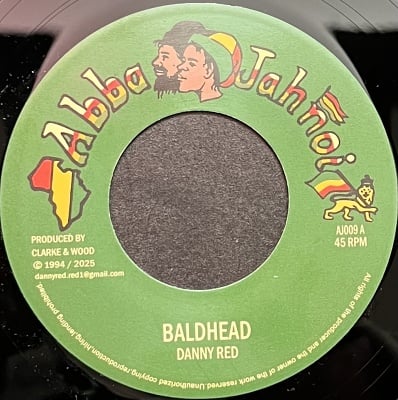 Abba Jahnoi
PRODUCED BY
CLARKE & WOOD
© 1994 / 2025
dannyred.red1@gmail.com
AJ009 A
45 RPM
BALDHEAD
DANNY RED
All rights of the producer and the owner of the work reserved.Unauthorized copying,reproduction,hiring,lending prohibited.